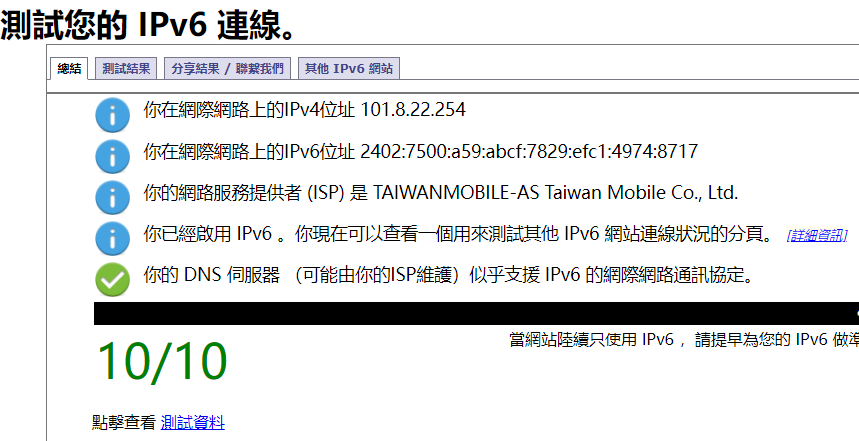 測試您的 IPv6 連線。
總結 測試結果 分享結果 / 聯繫我們 其他 IPv6 網站
你在網際網路上的IPv4位址 101.8.22.254
你在網際網路上的IPv6位址 2402:7500:a59:abcf:7829:efc1:4974:8717
你的網路服務提供者 (ISP) 是 TAIWANMOBILE-AS Taiwan Mobile Co., Ltd.
你已經啟用 IPv6 。你現在可以查看一個用來測試其他 IPv6 網站連線狀況的分頁。 [詳細資訊]
你的 DNS 伺服器 （可能由你的ISP維護）似乎支援 IPv6 的網際網路通訊協定。
10/10
當網站陸續只使用 IPv6 ，請提早為您的 IPv6 做準
點擊查看 測試資料